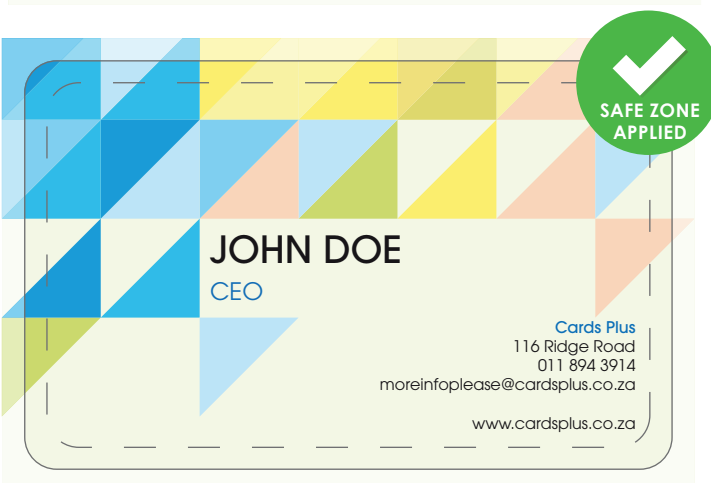 SAFE ZONE
APPLIED
JOHN DOE
CEO
Cards Plus
116 Ridge Road
011 894 3914
moreinfoplease@cardsplus.co.za
www.cardsplus.co.za